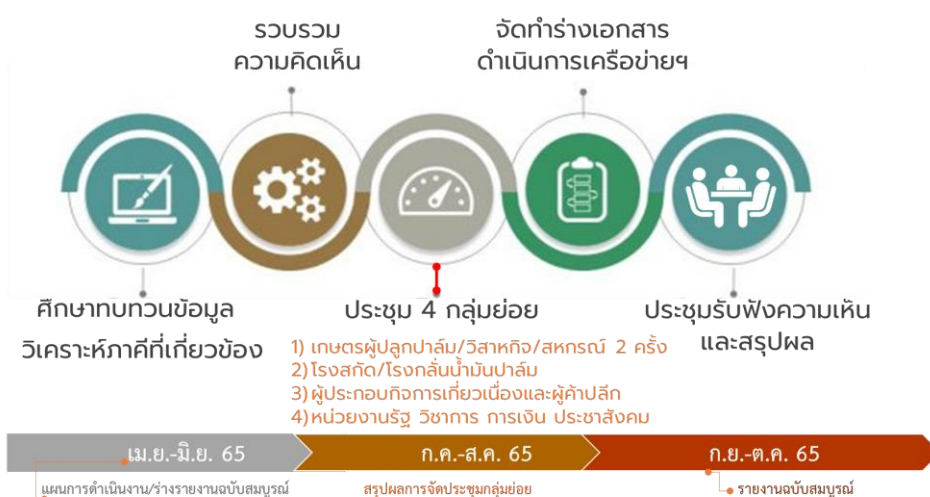 รวบรวม
ความคิดเห็น
จัดทำร่างเอกสาร
ดำเนินการเครือข่ายฯ
ศึกษาทบทวนข้อมูล
วิเคราะห์ภาคีที่เกี่ยวข้อง
ประชุม 4 กลุ่มย่อย
1) เกษตรผู้ปลูกปาล์ม/วิสาหกิจ/สหกรณ์ 2 ครั้ง
2) โรงสกัด/โรงกลั่นน้ำมันปาล์ม
3) ผู้ประกอบกิจการเกี่ยวเนื่องและผู้ค้าปลีก
4) หน่วยงานรัฐ วิชาการ การเงิน ประชาสังคม
ประชุมรับฟังความเห็น
และสรุปผล
เม.ย.-มิ.ย. 65
ก.ค.-ส.ค. 65
ก.ย.-ต.ค. 65
แผนการดำเนินงาน/ร่างรายงานฉบับสมบูรณ์
สรุปผลการจัดประชุมกลุ่มย่อย
รายงานฉบับสมบูรณ์